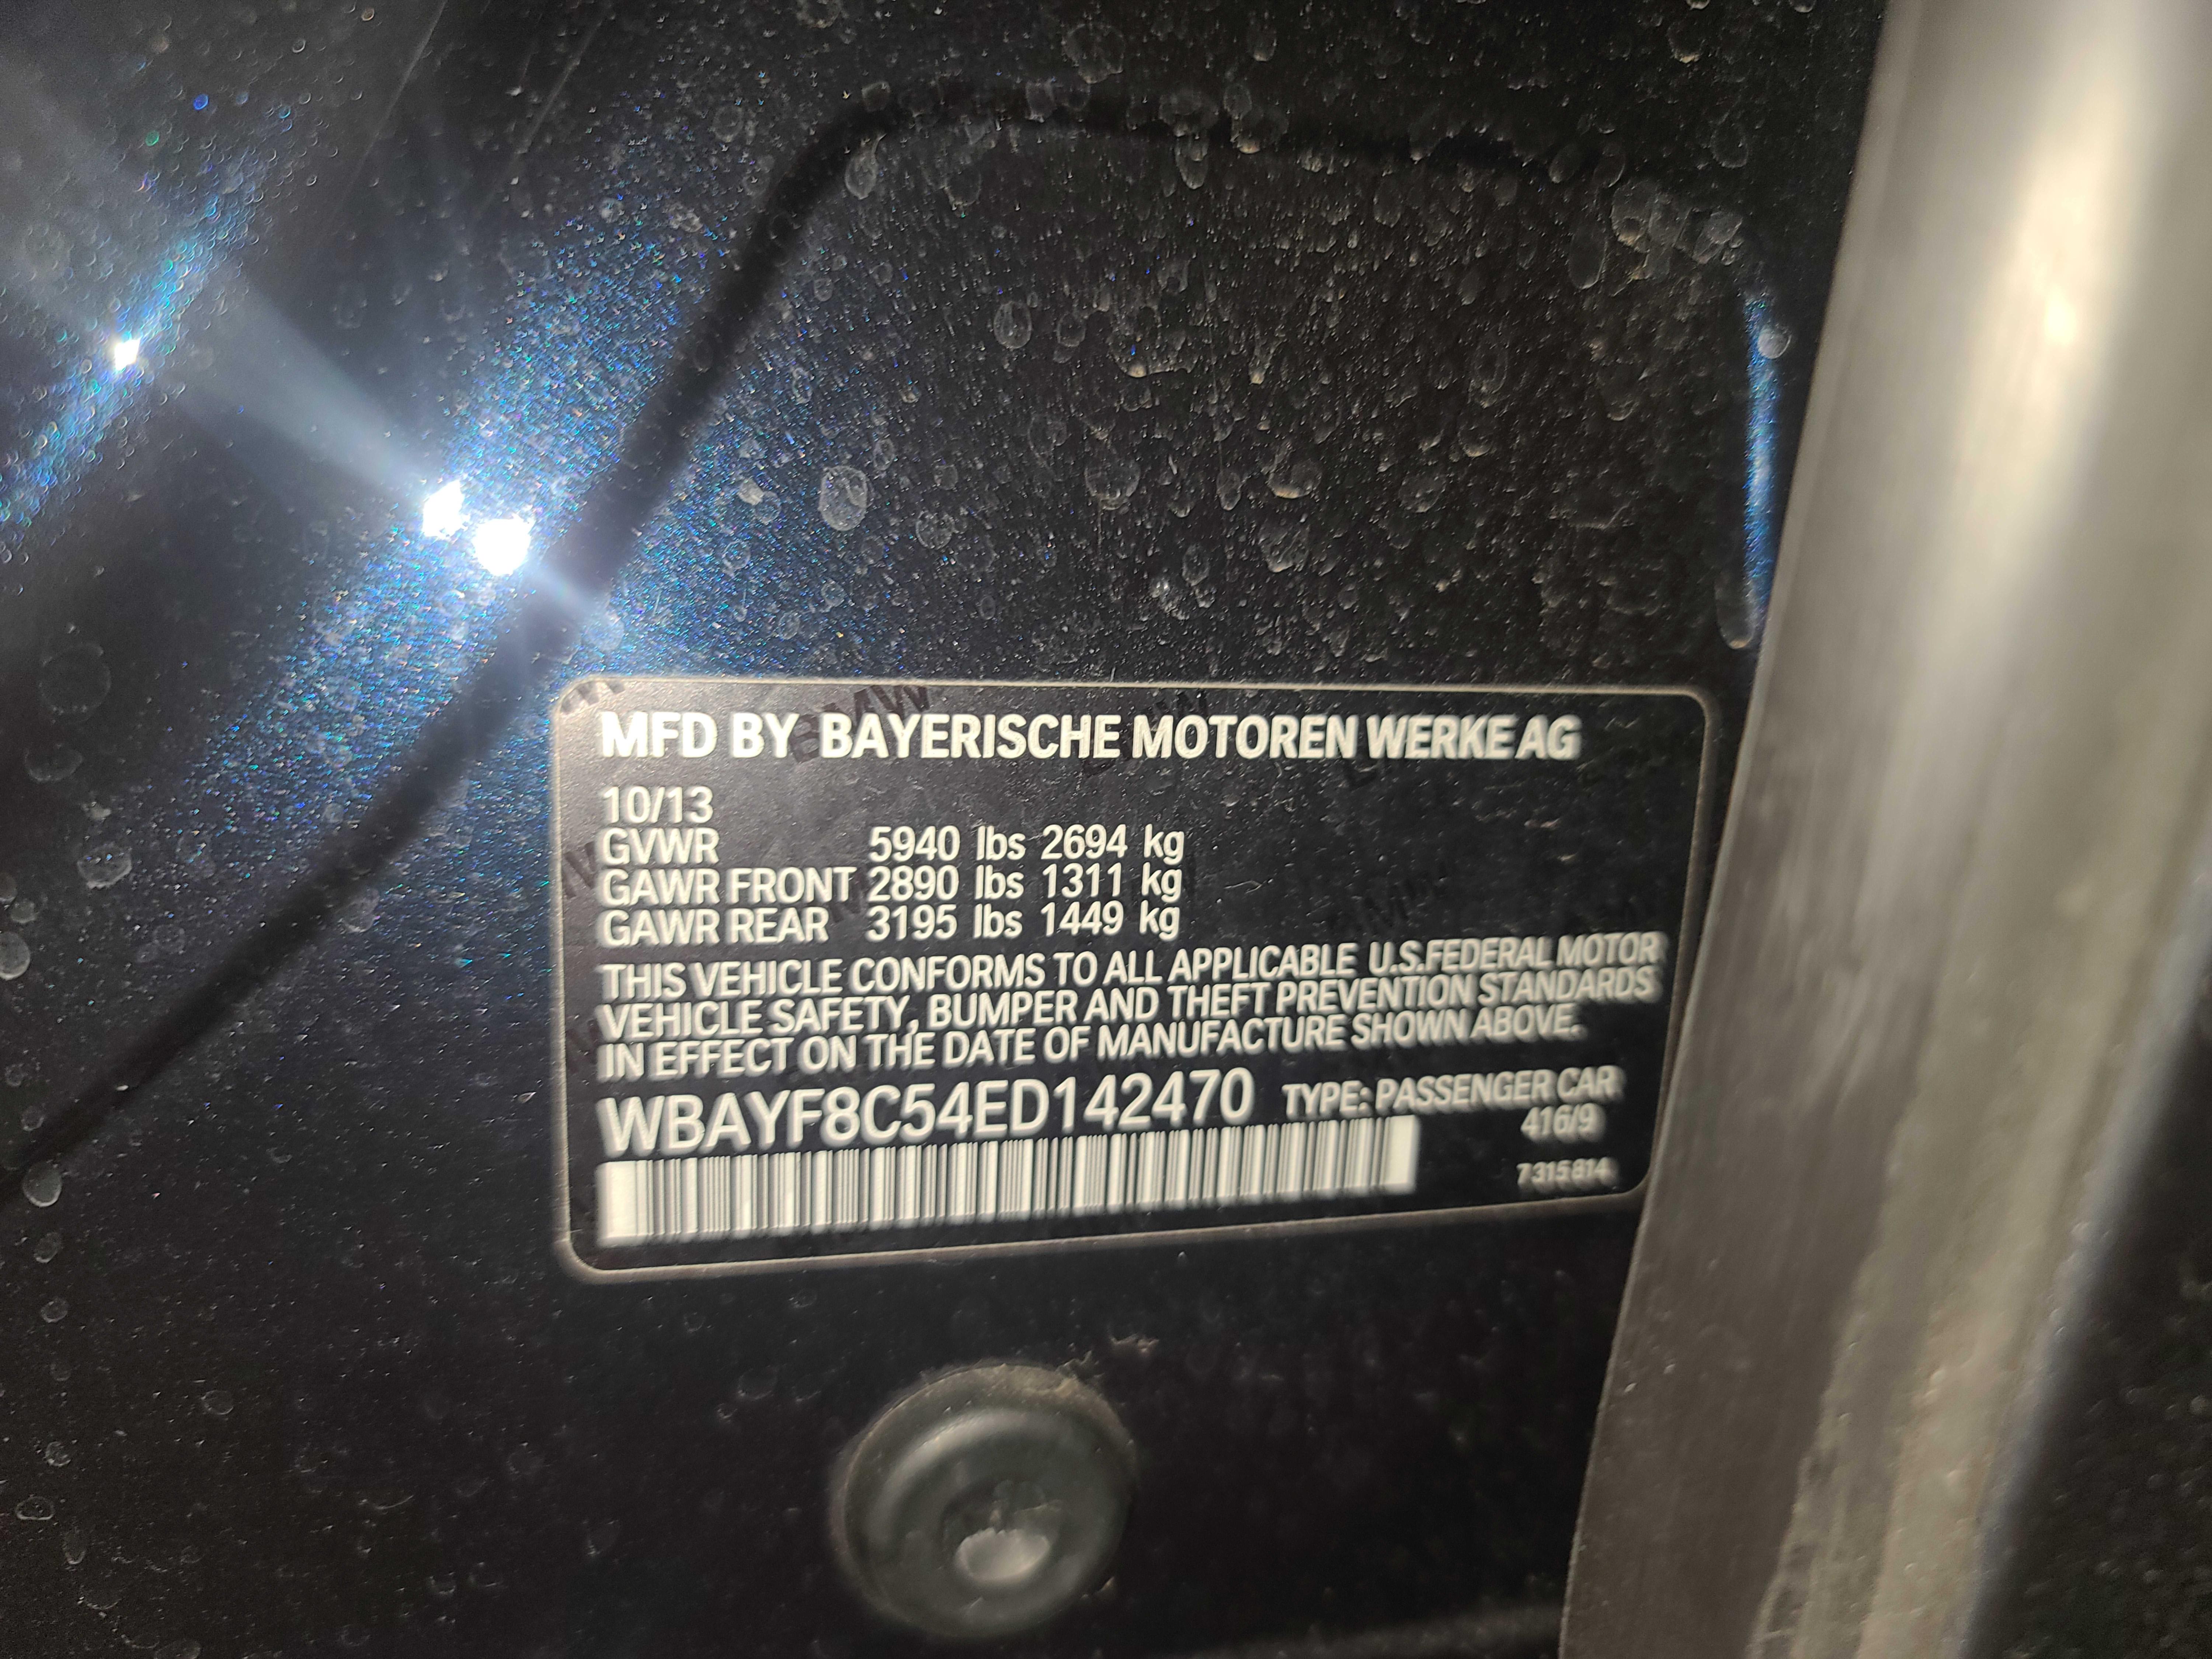 MFD BY BAYERISCHE MOTOREN WERKE AG
10/13
GVWR 5940 lbs 2694 kg
GAWR FRONT 2890 lbs 1311 kg
GAWR REAR 3195 lbs 1449 kg
THIS VEHICLE CONFORMS TO ALL APPLICABLE U.S.FEDERAL MOTOR
VEHICLE SAFETY, BUMPER AND THEFT PREVENTION STANDARDS
IN EFFECT ON THE DATE OF MANUFACTURE SHOWN ABOVE.
WBAYF8C54ED142470 TYPE: PASSENGER CAR
416/9
7315814